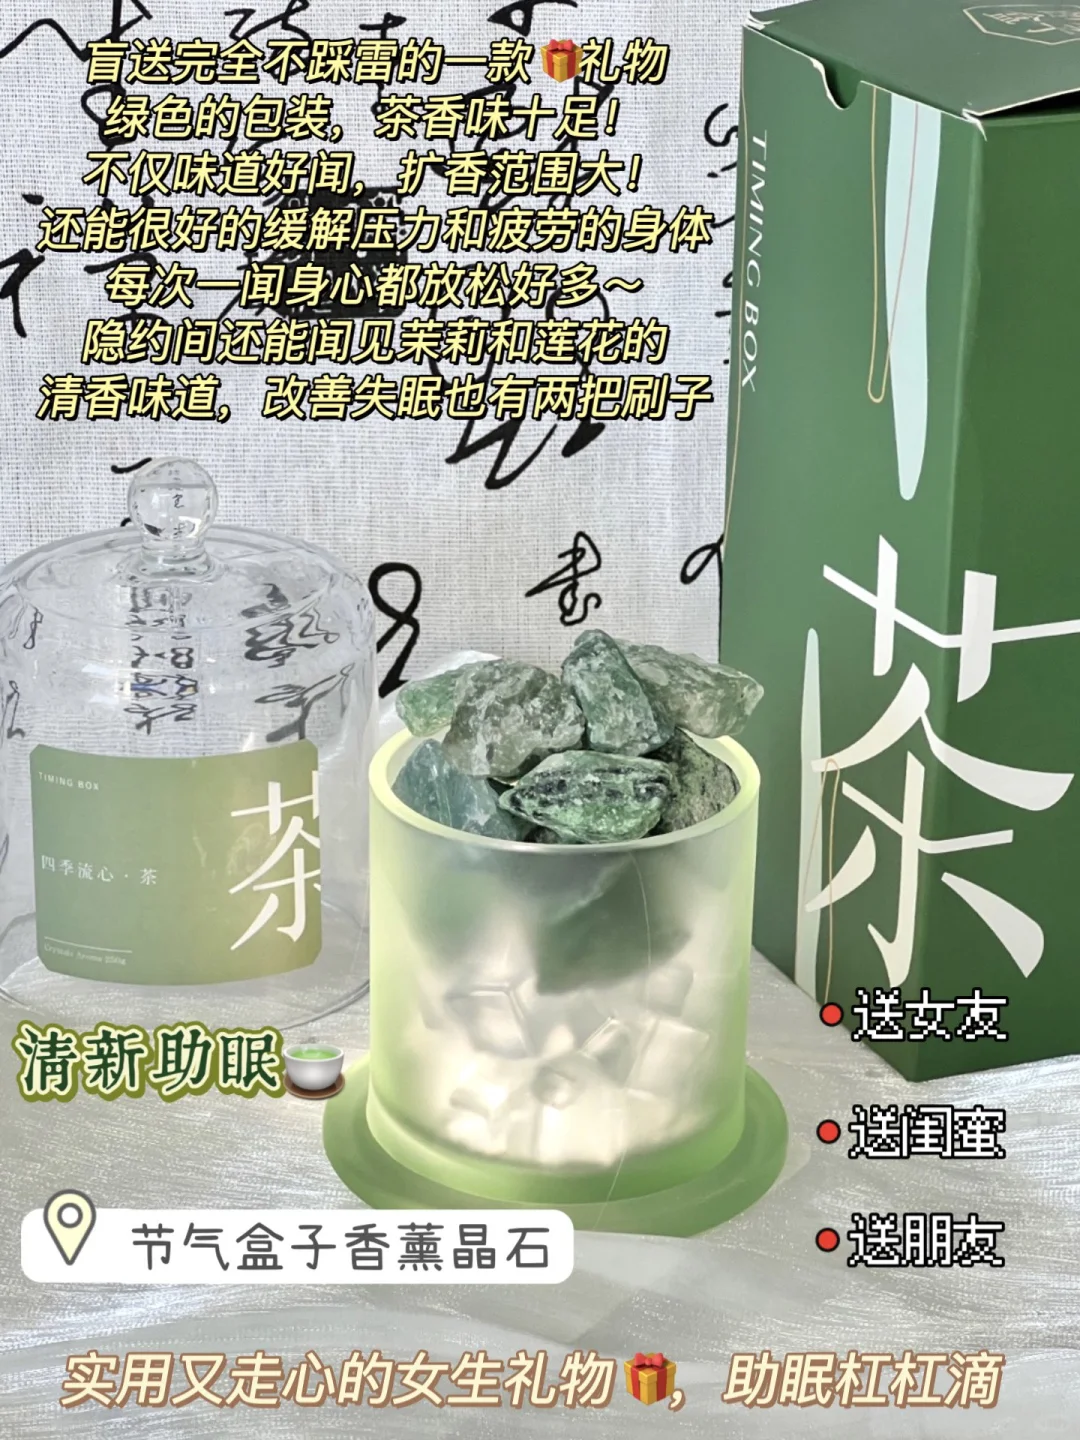 盲送完全不踩雷的一款🎁礼物
绿色的包装，茶香味十足！
不仅味道好闻，扩香范围大！
还能很好的缓解压力和疲劳的身体
每次一闻身心都放松好多～
隐约间还能闻见茉莉和莲花的
清香味道，改善失眠也有两把刷子
TIMING BOX
茶
TIMING BOX
四季流心·茶
茶
Crystals Aroma 250g
清新助眠🍵
送女友
送闺蜜
送朋友
节气盒子香薰晶石
实用又走心的女生礼物🎁，助眠杠杠滴